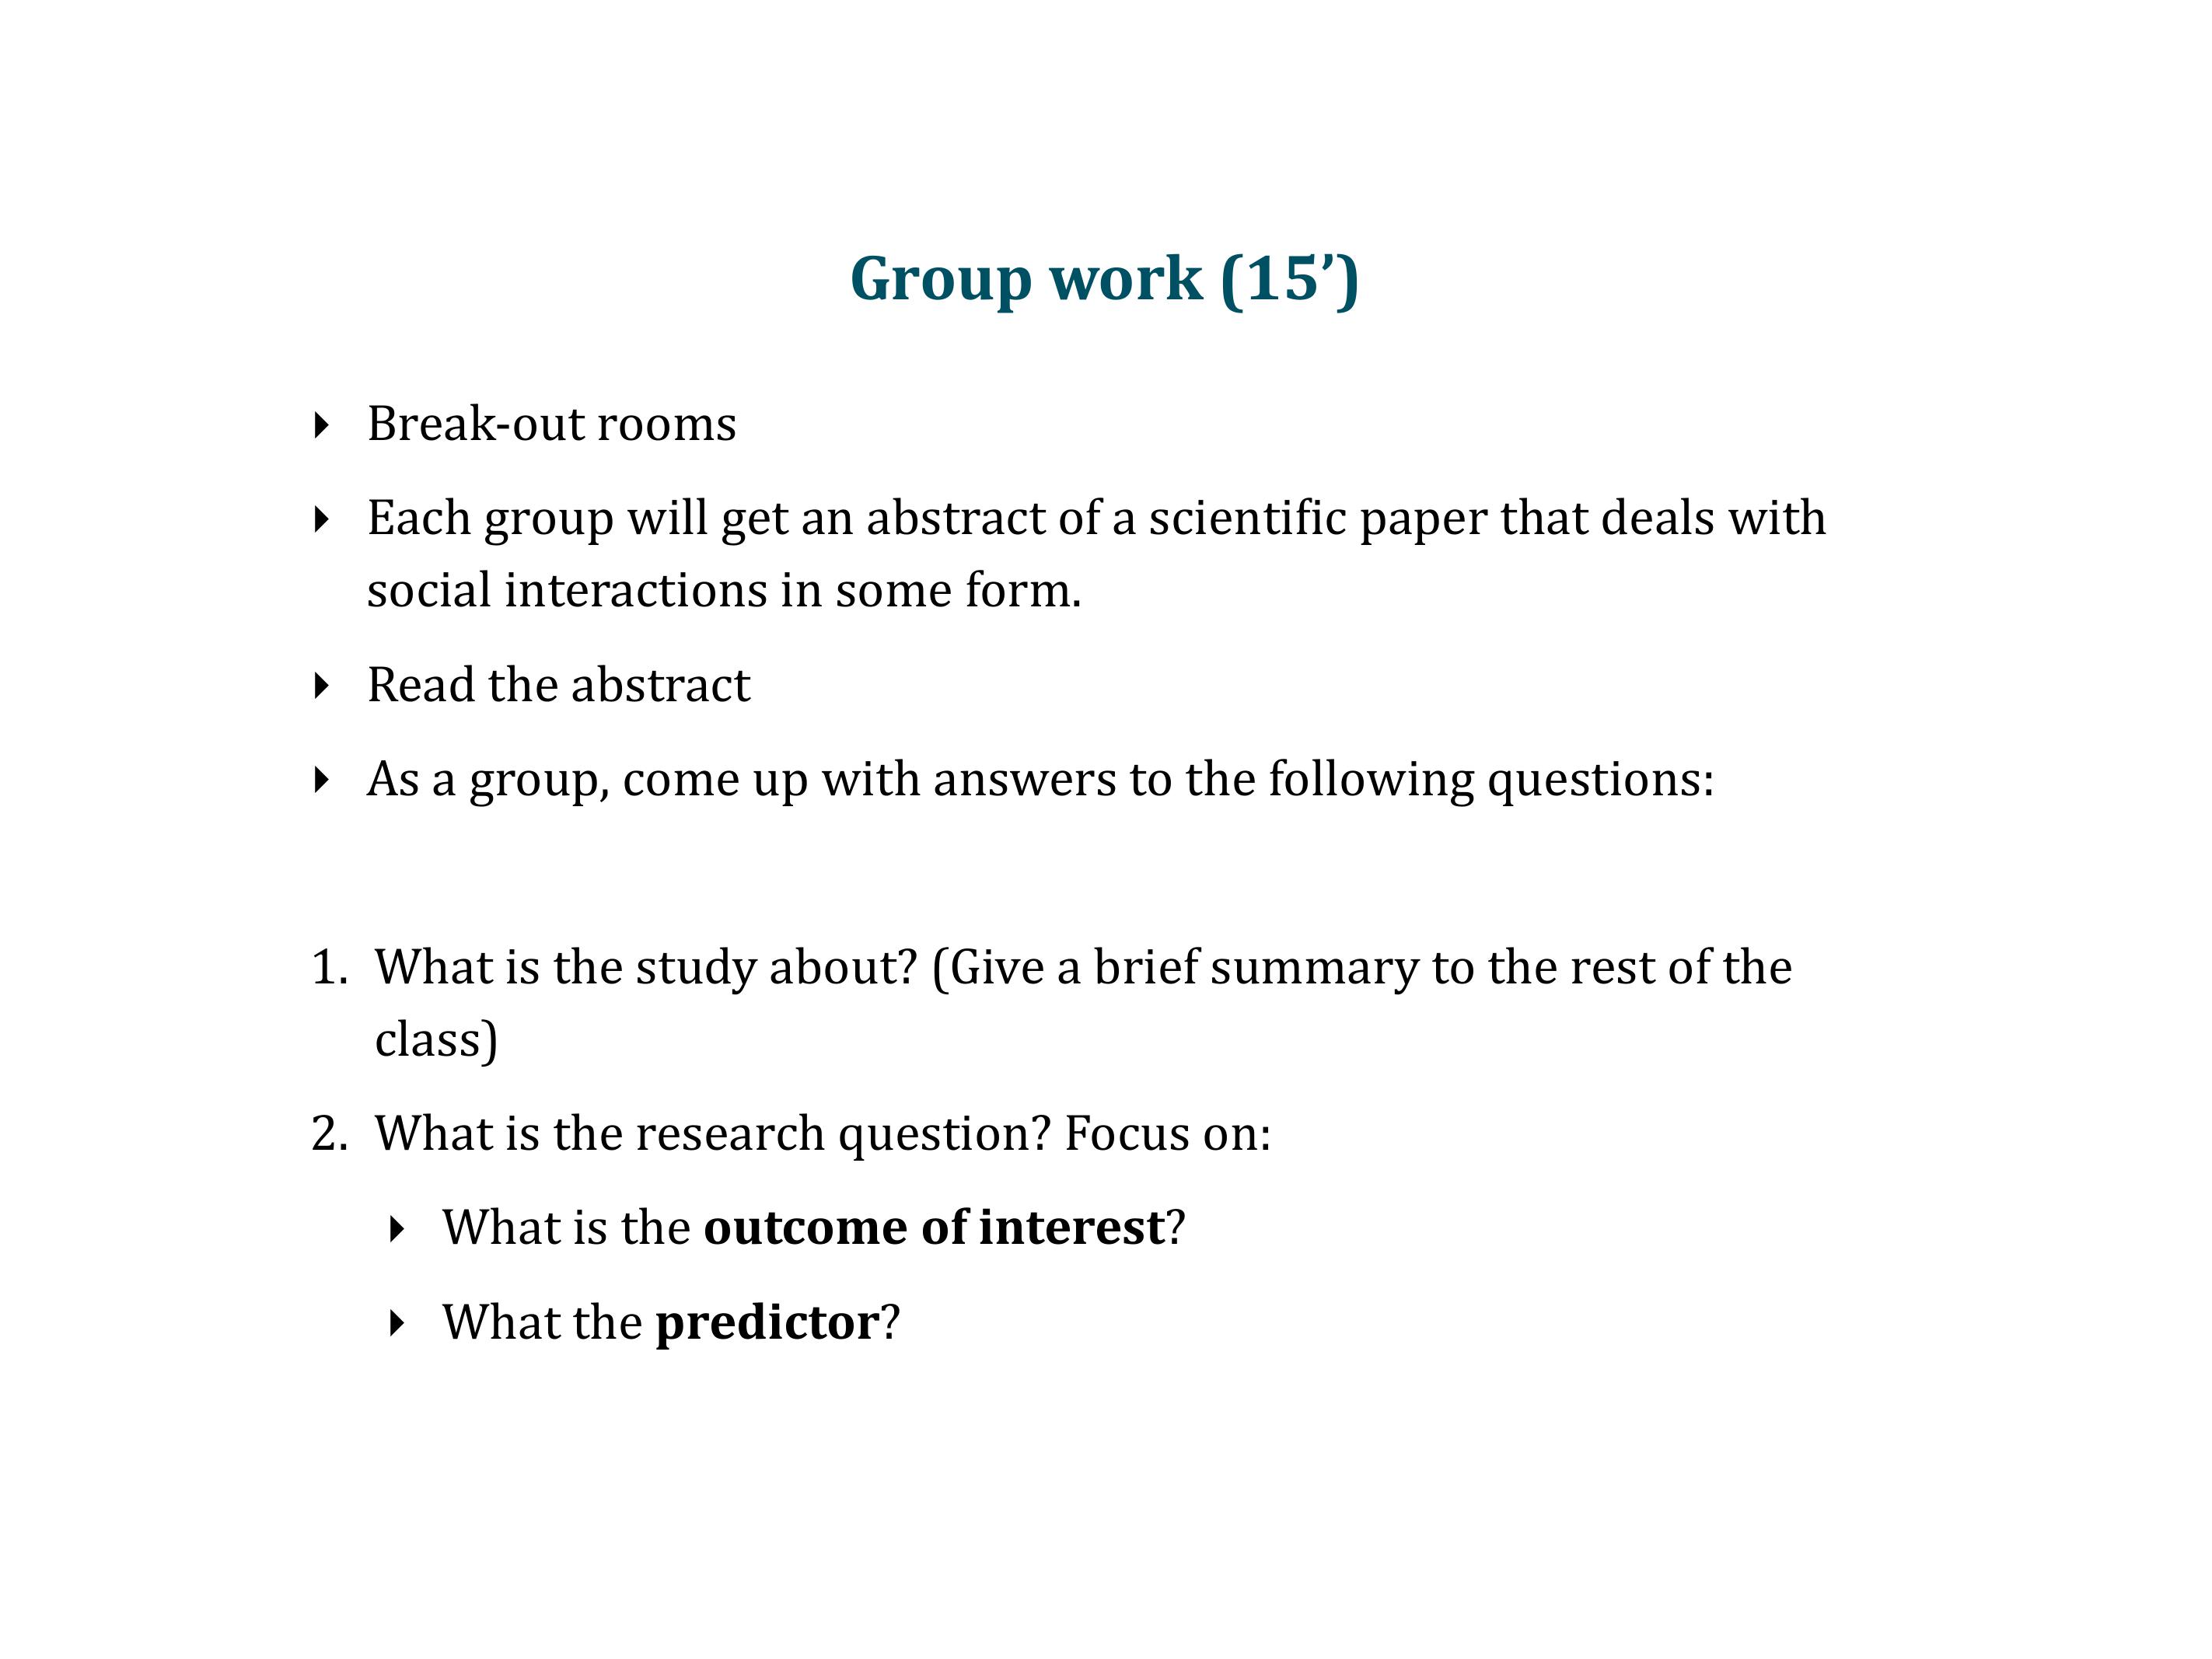 Group work (15’)
Break-out rooms
Each group will get an abstract of a scientific paper that deals with
social interactions in some form.
Read the abstract
As a group, come up with answers to the following questions:
1. What is the study about? (Give a brief summary to the rest of the
class)
2. What is the research question? Focus on:
What is the outcome of interest?
What the predictor?